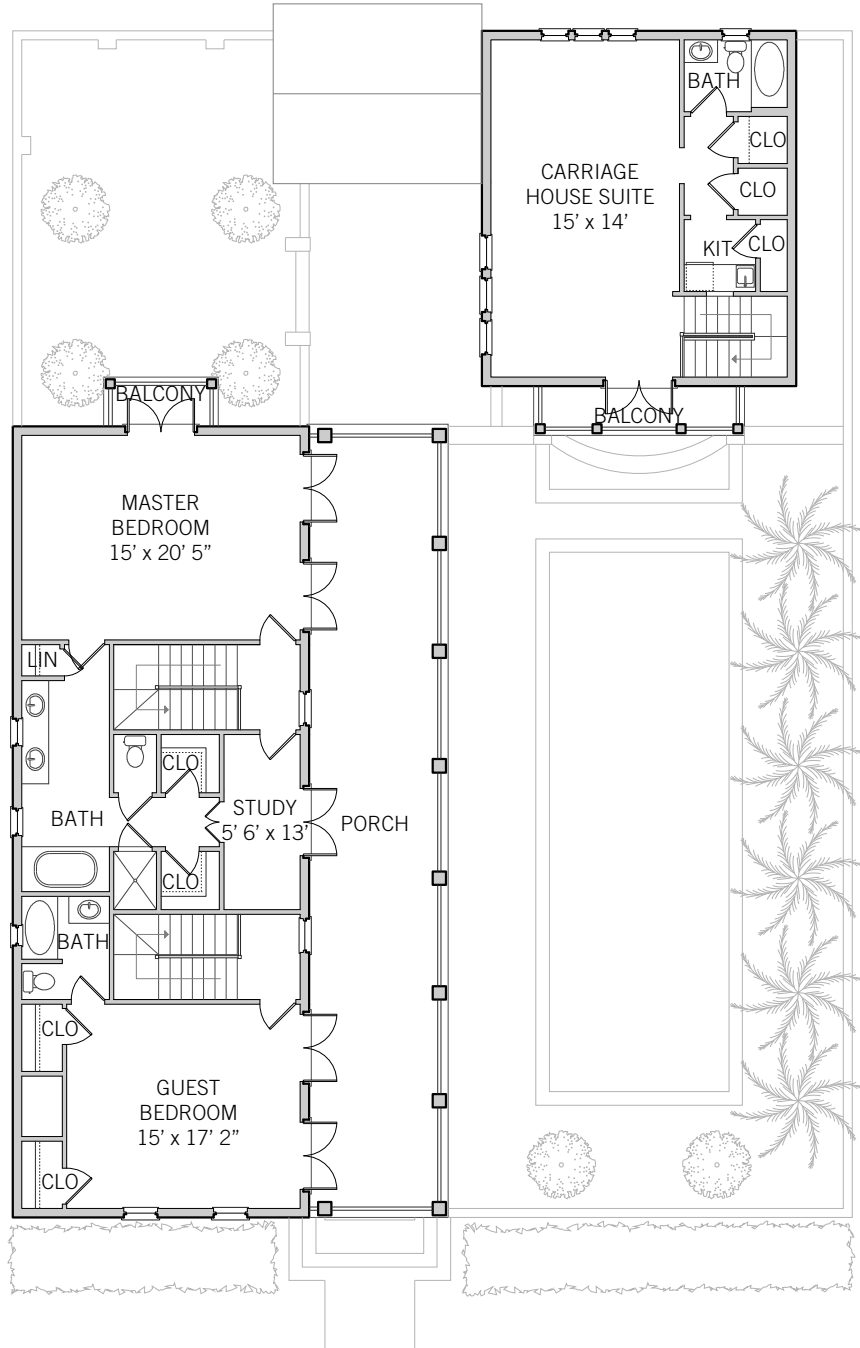 BATH
CLO
CARRIAGE
HOUSE SUITE
15’ x 14’
CLO
KIT
CLO
BALCONY
BALCONY
MASTER
BEDROOM
15’ x 20’ 5”
LIN
CLO
STUDY
5’ 6’ x 13’
BATH
PORCH
CLO
BATH
CLO
GUEST
BEDROOM
15’ x 17’ 2”
CLO